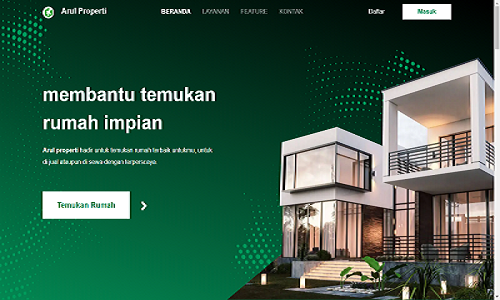 Arul Properti
BERANDA LAYANAN FEATURE KONTAK
Daftar
Masuk
membantu temukan
rumah impian
Arul properti hadir untuk temukan rumah terbaik untukmu, untuk
di jual ataupun di sewa dengan terpercaya.
Temukan Rumah